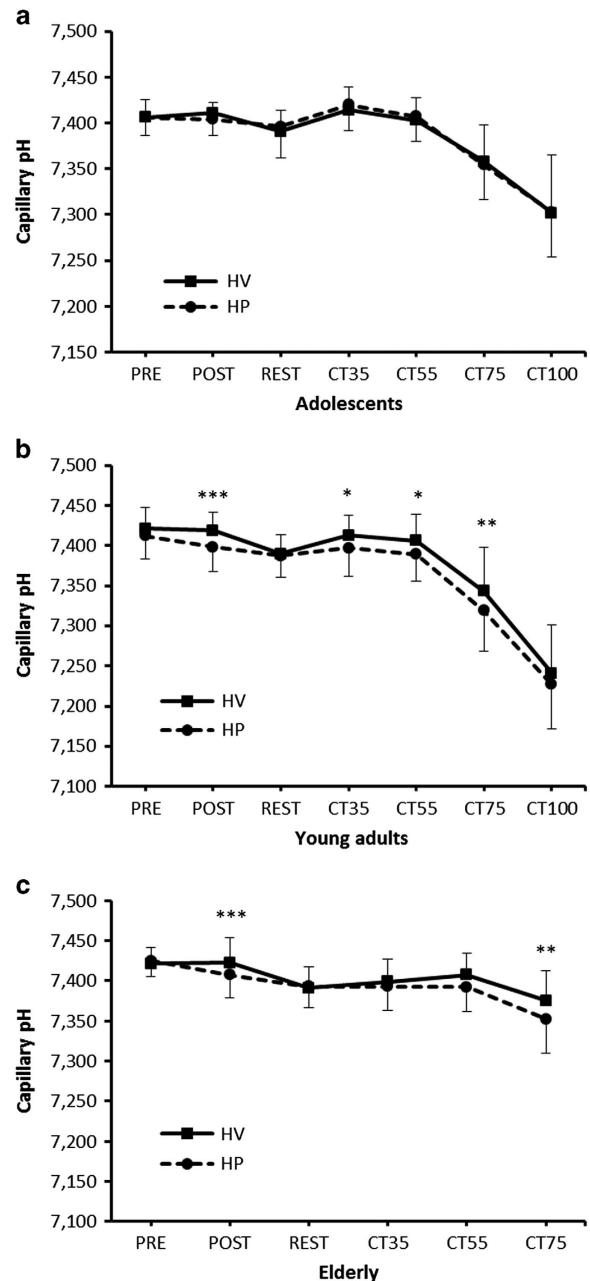 a
7,500
7,450
7,400
7,350
7,300
7,250
7,200
7,150
Capillary pH
HV
HP
PRE POST REST CT35 CT55 CT75 CT100
Adolescents
b
7,500
7,450
7,400
7,350
7,300
7,250
7,200
7,150
7,100
Capillary pH
*** * * **
HV
HP
PRE POST REST CT35 CT55 CT75 CT100
Young adults
c
7,500
7,450
7,400
7,350
7,300
7,250
7,200
7,150
7,100
Capillary pH
*** **
HV
HP
PRE POST REST CT35 CT55 CT75
Elderly